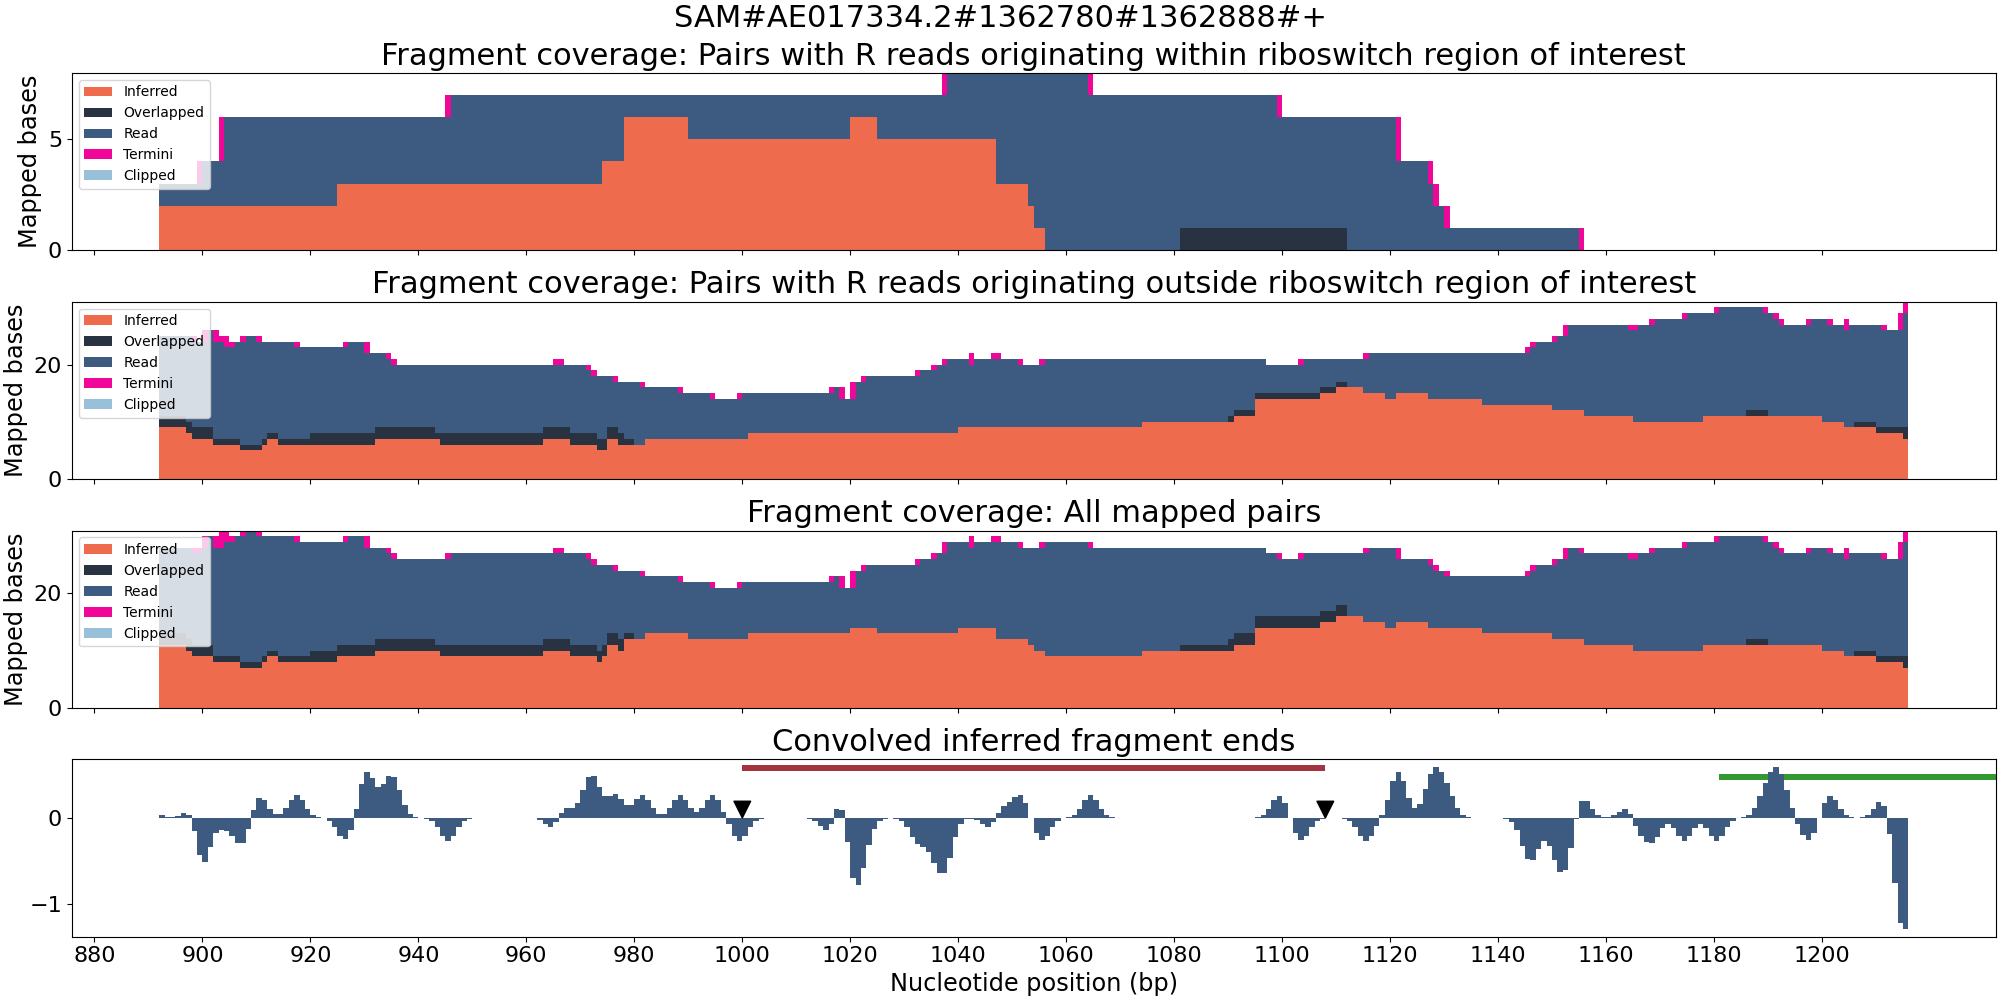 SAM#AE017334.2#1362780#1362888#+
Fragment coverage: Pairs with R reads originating within riboswitch region of interest
Mapped bases
5
0
Inferred
Overlapped
Read
Termini
Clipped
Fragment coverage: Pairs with R reads originating outside riboswitch region of interest
Mapped bases
20
0
Inferred
Overlapped
Read
Termini
Clipped
Fragment coverage: All mapped pairs
Mapped bases
20
0
Inferred
Overlapped
Read
Termini
Clipped
Convolved inferred fragment ends
0
−1
880 900 920 940 960 980 1000 1020 1040 1060 1080 1100 1120 1140 1160 1180 1200
Nucleotide position (bp)